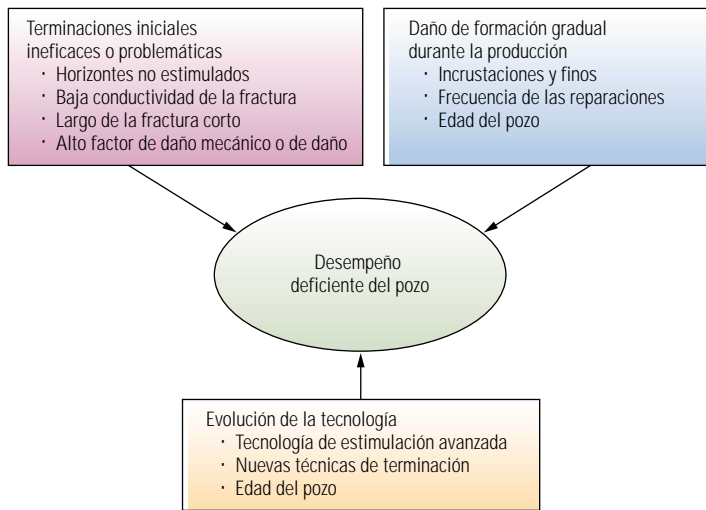 Terminaciones iniciales
ineficaces o problemáticas
· Horizontes no estimulados
· Baja conductividad de la fractura
· Largo de la fractura corto
· Alto factor de daño mecánico o de daño
Daño de formación gradual
durante la producción
· Incrustaciones y finos
· Frecuencia de las reparaciones
· Edad del pozo
Desempeño
deficiente del pozo
Evolución de la tecnología
· Tecnología de estimulación avanzada
· Nuevas técnicas de terminación
· Edad del pozo